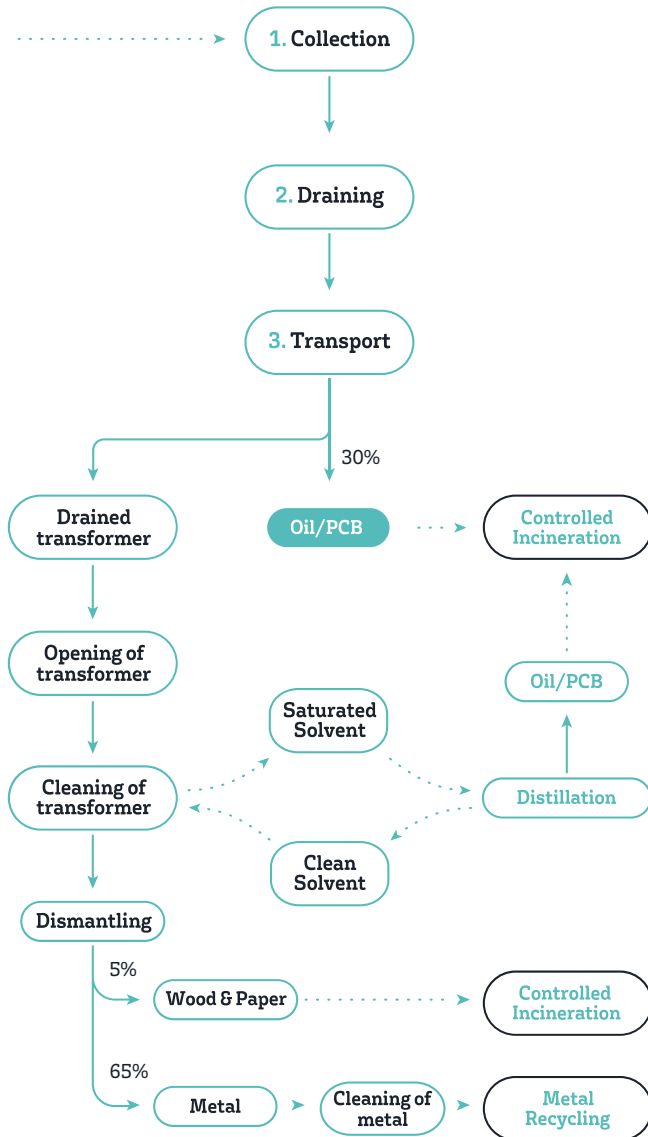 1. Collection
2. Draining
3. Transport
30%
Drained
transformer
Oil/PCB
Controlled
Incineration
Opening of
transformer
Oil/PCB
Saturated
Solvent
Cleaning of
transformer
Distillation
Clean
Solvent
Dismantling
5%
Wood & Paper
Controlled
Incineration
65%
Metal
Cleaning of
metal
Metal
Recycling